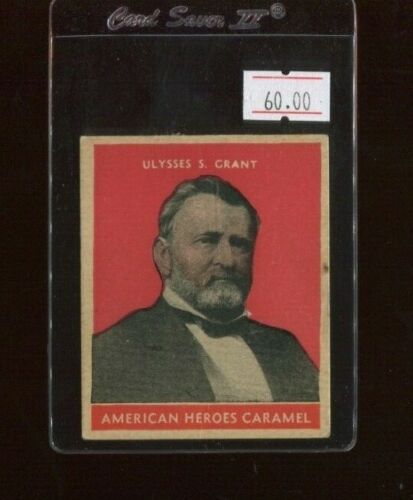 Card Saver II®
60.00
ULYSSES S. GRANT
AMERICAN HEROES CARAMEL